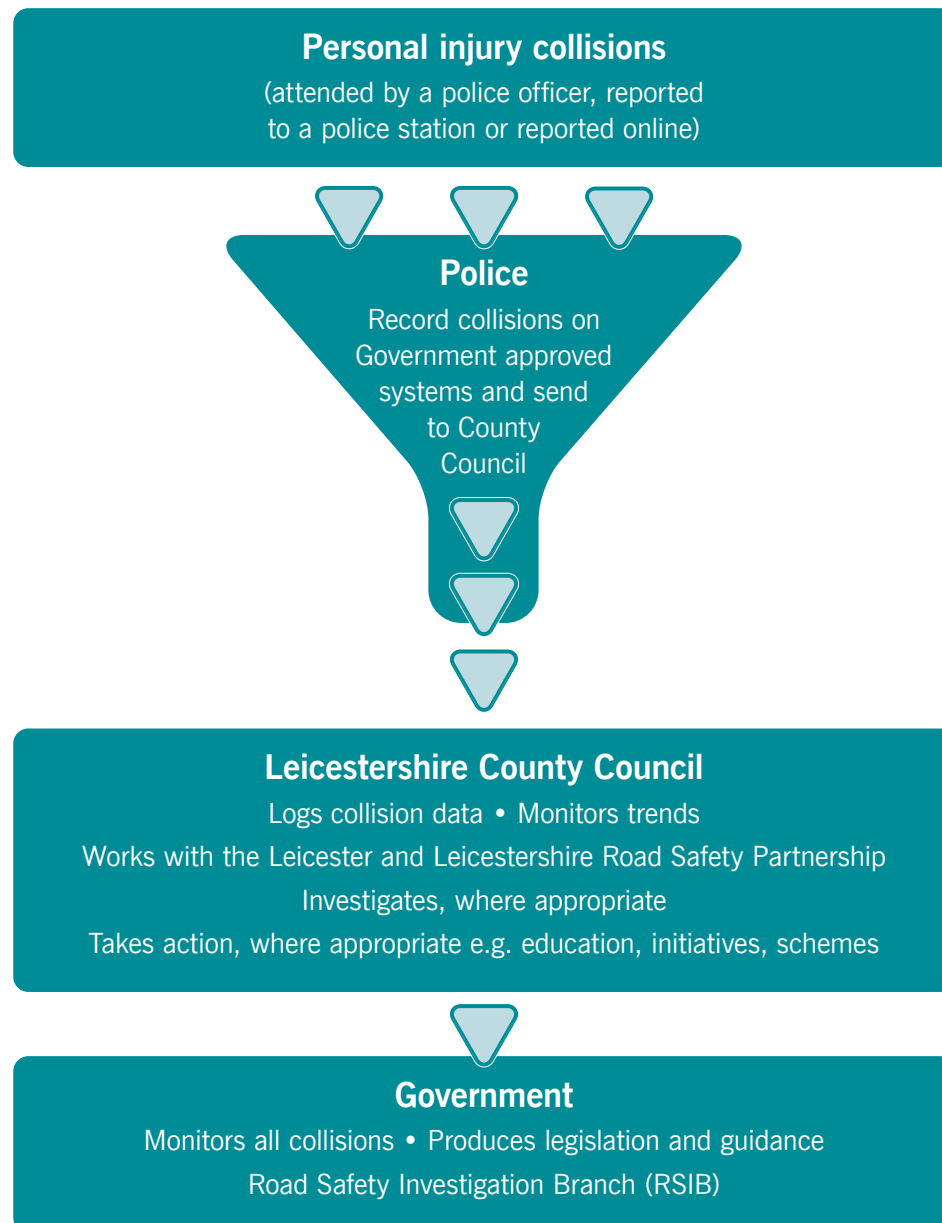 Personal injury collisions
(attended by a police officer, reported
to a police station or reported online)
Police
Record collisions on
Government approved
systems and send
to County
Council
Leicestershire County Council
Logs collision data • Monitors trends
Works with the Leicester and Leicestershire Road Safety Partnership
Investigates, where appropriate
Takes action, where appropriate e.g. education, initiatives, schemes
Government
Monitors all collisions • Produces legislation and guidance
Road Safety Investigation Branch (RSIB)